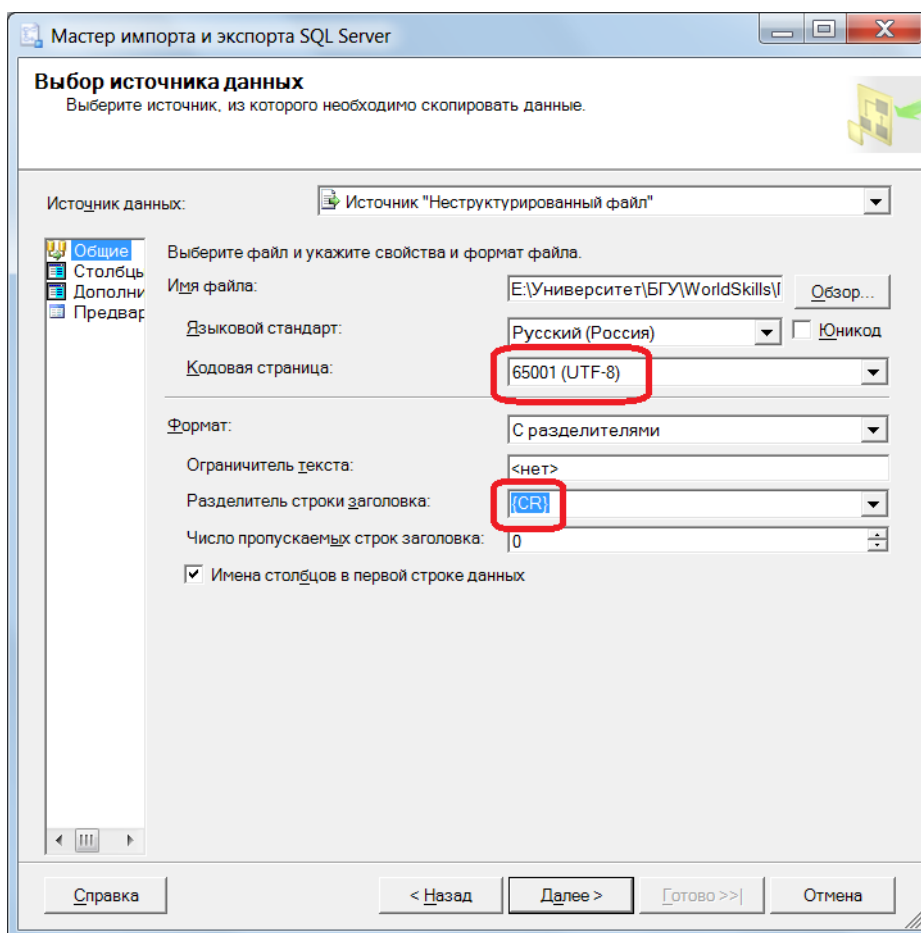 Мастер импорта и экспорта SQL Server
Выбор источника данных
Выберите источник, из которого необходимо скопировать данные.
Источник данных: Источник "Неструктурированный файл"
Общие
Столбць
Дополни
Предвар
Выберите файл и укажите свойства и формат файла.
Имя файла: E:\Университет\БГУ\WorldSkills\ Обзор...
Языковой стандарт: Русский (Россия) Юникод
Кодовая страница: 65001 (UTF-8)
Формат: С разделителями
Ограничитель текста: <нет>
Разделитель строки заголовка: {CR}
Число пропускаемых строк заголовка: 0
Имена столбцов в первой строке данных
Справка < Назад Далее > Готово >>| Отмена